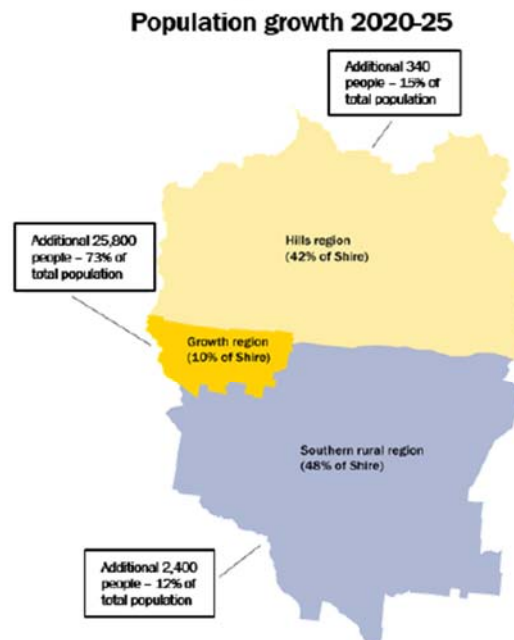 Population growth 2020-25
Additional 340
people – 15% of
total population
Hills region
(42% of Shire)
Additional 25,800
people – 73% of
total population
Growth region
(10% of Shire)
Southern rural region
(48% of Shire)
Additional 2,400
people – 12% of
total population